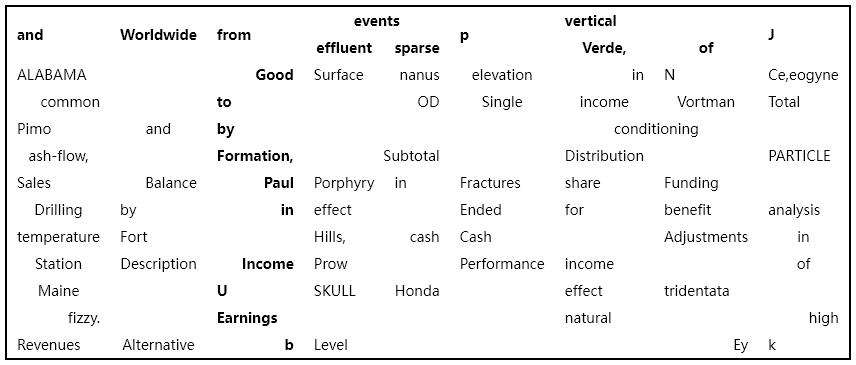 events vertical
and Worldwide from p J
effluent sparse Verde, of
ALABAMA Good Surface nanus elevation in N Ce,eogyne
common to OD Single income Vortman Total
Pimo and by conditioning
ash-flow, Formation, Subtotal Distribution PARTICLE
Sales Balance Paul Porphyry in Fractures share Funding
Drilling by in effect Ended for benefit analysis
temperature Fort Hills, cash Cash Adjustments in
Station Description Income Prow Performance income of
Maine U SKULL Honda effect tridentata
fizzy. Earnings natural high
Revenues Alternative b Level Ey k